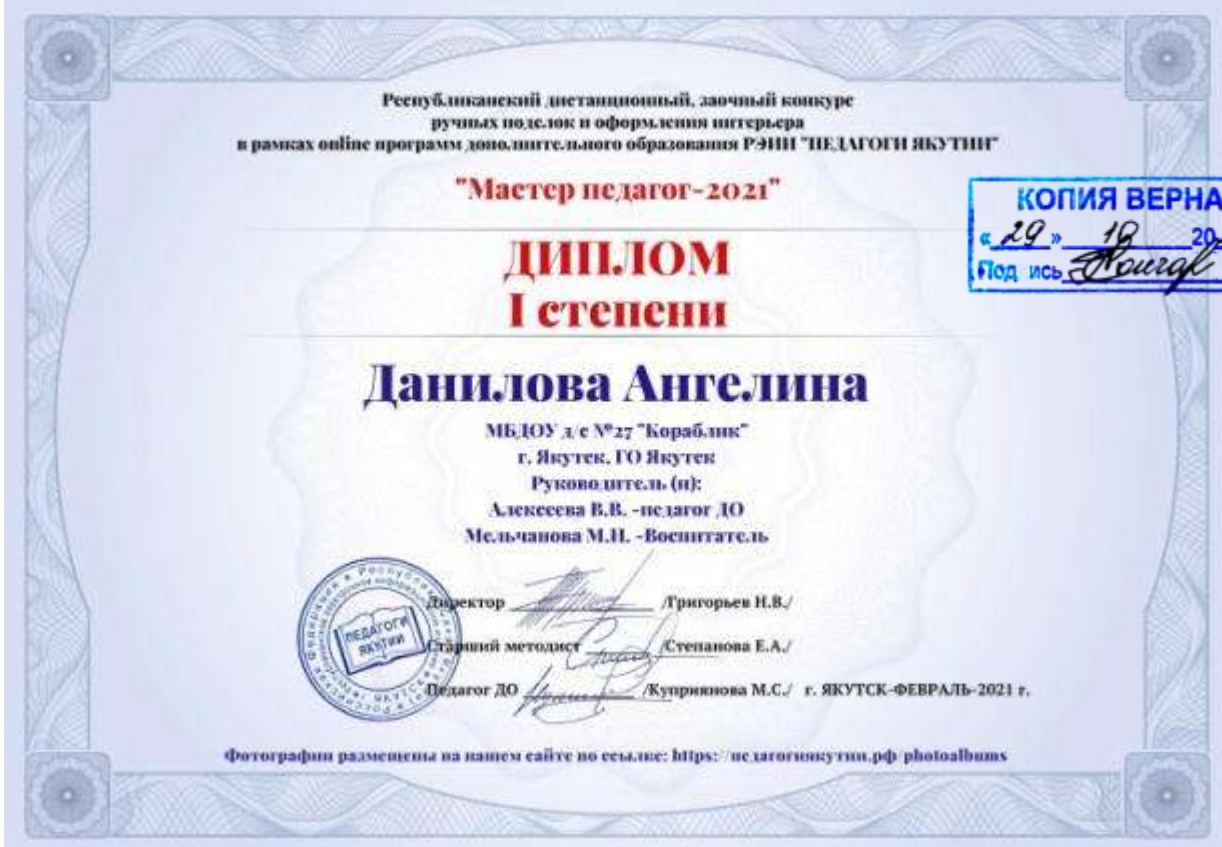 Республиканский дистанционный, заочный конкурс
ручных поделок и оформления интерьера
в рамках online программ дополнительного образования РЭИИ "ПЕДАГОГИ ЯКУТИИ"
"Мастер педагог-2021"
КОПИЯ ВЕРНА
« 29 » 10 20
Под ись
ДИПЛОМ
I степени
Данилова Ангелина
МБДОУ д/с №27 "Кораблик"
г. Якутск, ГО Якутск
Руководитель (и):
Алексеева В.В. -педагог ДО
Мельчанова М.И. -Воспитатель
ПЕДАГОГИ
ЯКУТИИ
Директор /Григорьев Н.В./
Старший методист /Степанова Е.А./
Педагог ДО /Куприянова М.С./ г. ЯКУТСК-ФЕВРАЛЬ-2021 г.
Фотографии размещены на нашем сайте по ссылке: https://педагогиякутии.рф/photoalbums